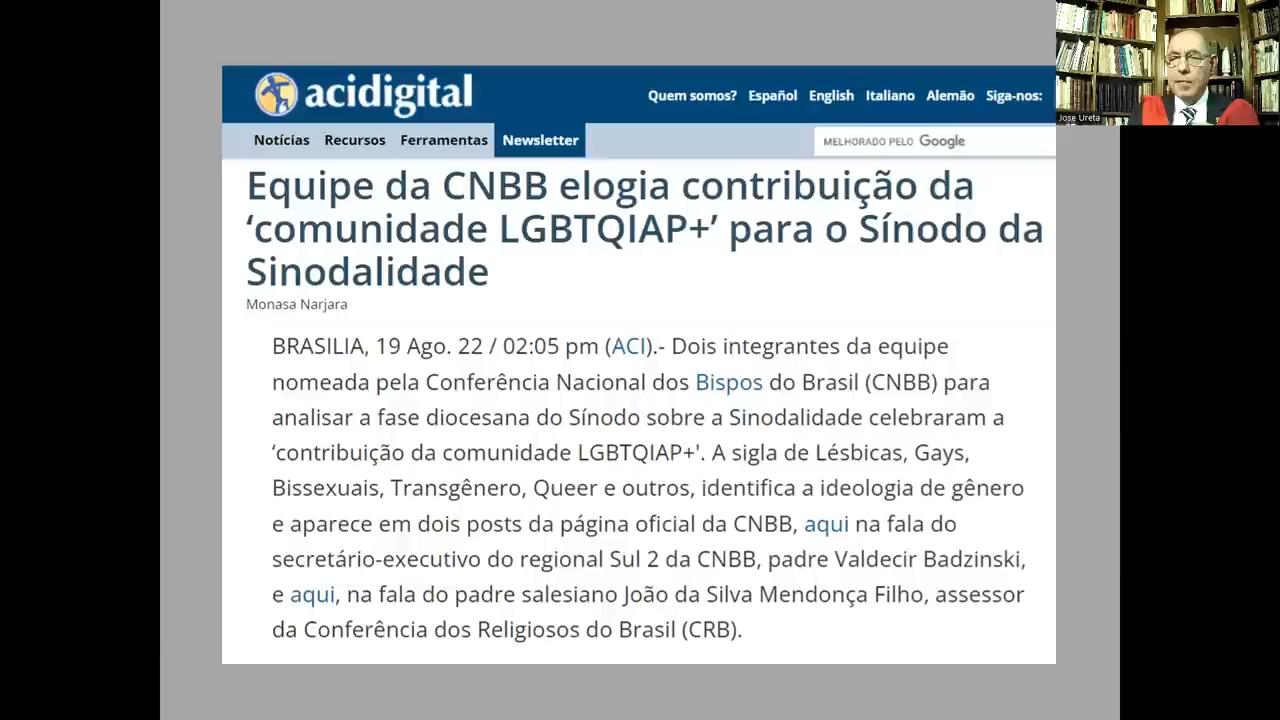 acidigital
Quem somos? Español English Italiano Alemão Siga-nos:
Notícias Recursos Ferramentas Newsletter
MELHORADO PELO Google
Jose Ureta
Equipe da CNBB elogia contribuição da
‘comunidade LGBTQIAP+’ para o Sínodo da
Sinodalidade
Monasa Narjara
BRASILIA, 19 Ago. 22 / 02:05 pm (ACI).- Dois integrantes da equipe
nomeada pela Conferência Nacional dos Bispos do Brasil (CNBB) para
analisar a fase diocesana do Sínodo sobre a Sinodalidade celebraram a
‘contribuição da comunidade LGBTQIAP+'. A sigla de Lésbicas, Gays,
Bissexuais, Transgênero, Queer e outros, identifica a ideologia de gênero
e aparece em dois posts da página oficial da CNBB, aqui na fala do
secretário-executivo do regional Sul 2 da CNBB, padre Valdecir Badzinski,
e aqui, na fala do padre salesiano João da Silva Mendonça Filho, assessor
da Conferência dos Religiosos do Brasil (CRB).